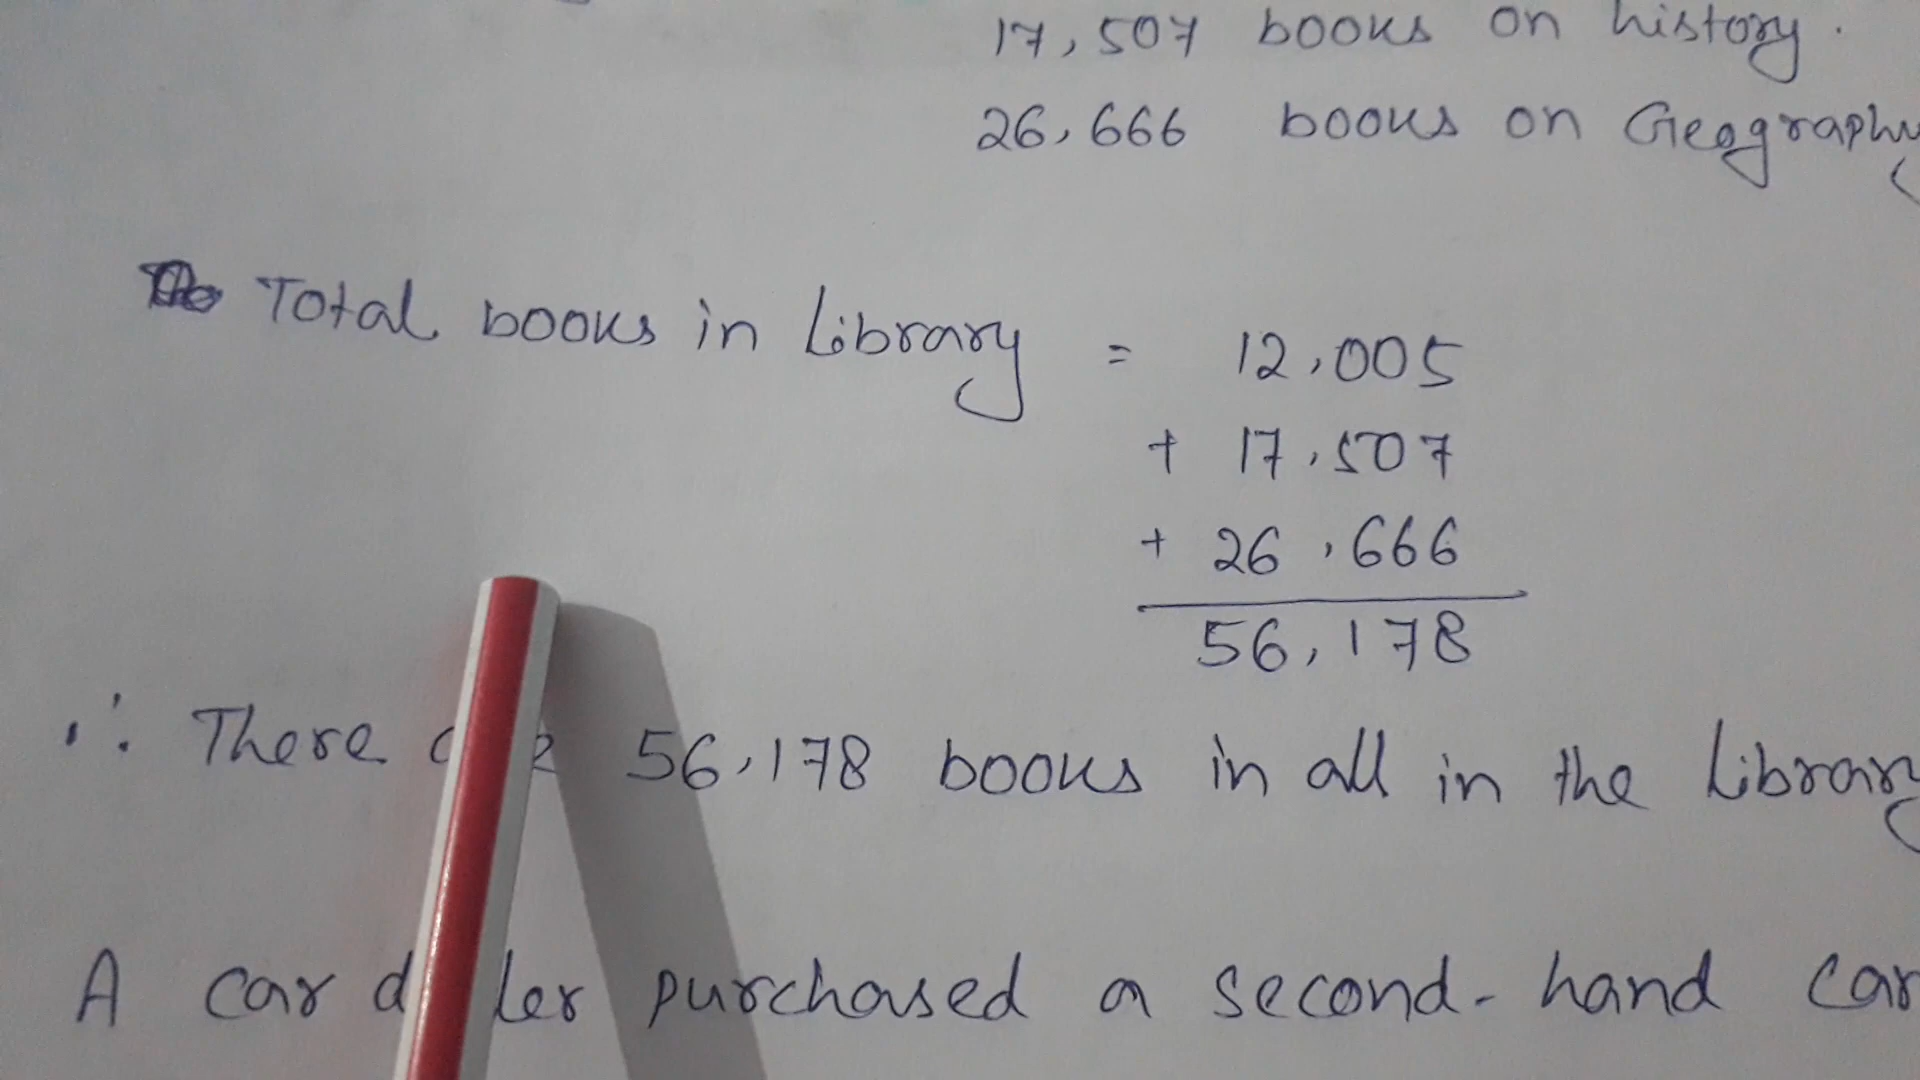 17,507 books on history.
26,666 books on Geography
Total books in Library = 12,005
+ 17,507
+ 26,666
56,178
∴ There 56,178 books in all in the Library
A car purchased a second-hand car